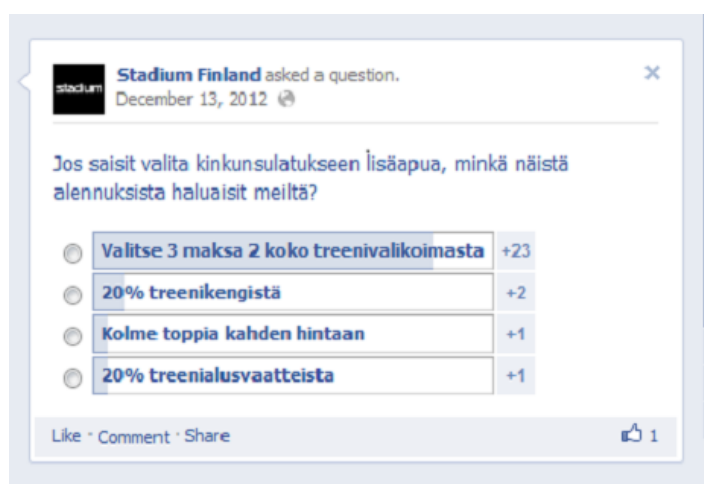 stadium
Stadium Finland asked a question.
December 13, 2012
Jos saisit valita kinkunsulatukseen lisäapua, minkä näistä
alennuksista haluaisit meiltä?
Valitse 3 maksa 2 koko treenivalikoimasta +23
20% treenikengistä +2
Kolme toppia kahden hintaan +1
20% treenialusvaatteista +1
Like · Comment · Share 1